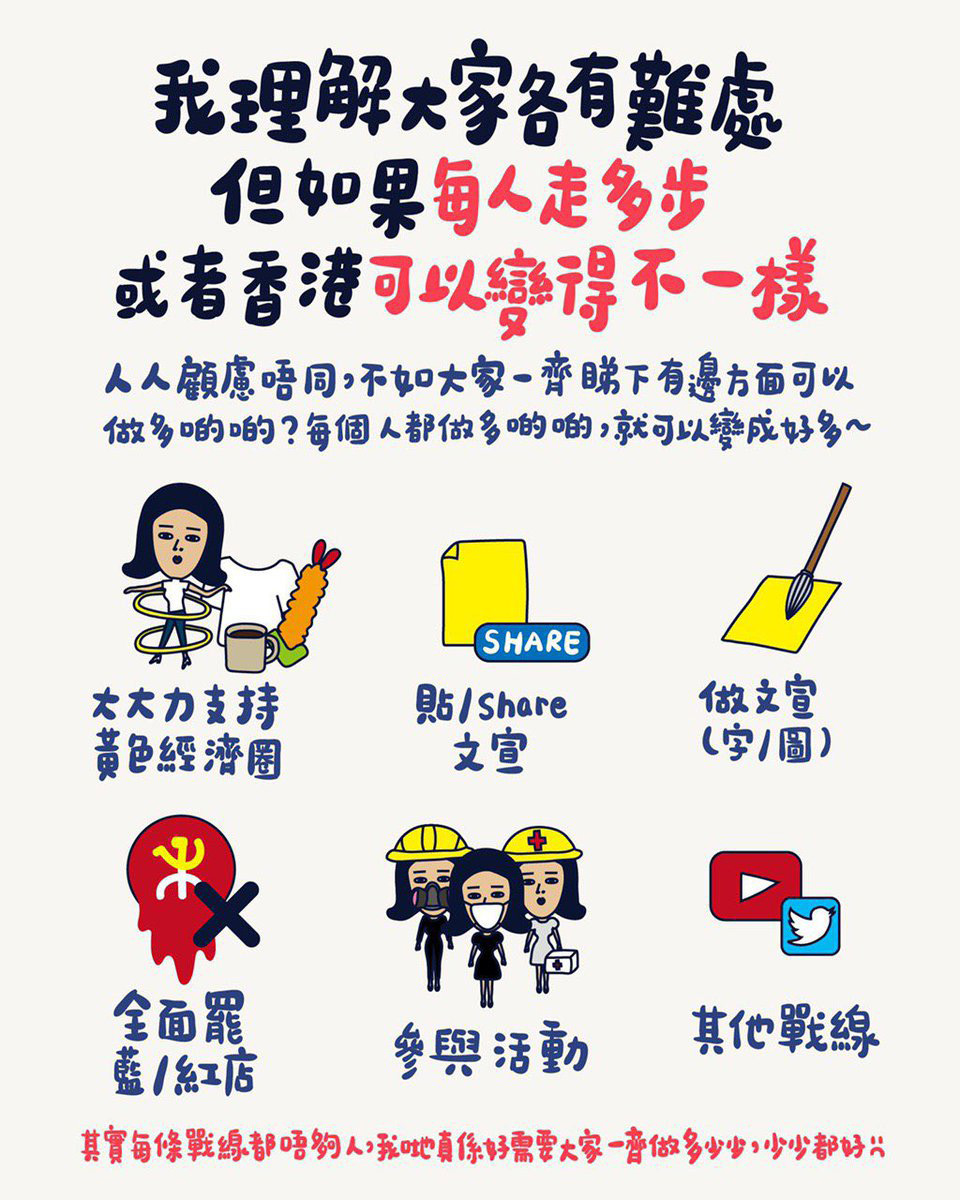 我理解大家各有難處
但如果每人走多步
或者香港可以變得不一樣
人人顧慮唔同,不如大家一齊睇下有邊方面可以
做多啲啲?每個人都做多啲啲,就可以變成好多~
SHARE
大大力支持
黃色經濟圈
貼/share
文宣
做文宣
(字/圖)
全面罷
藍/紅店
參與活動
其他戰線
其實每條戰線都唔夠人,我哋真係好需要大家一齊做多少少,少少都好